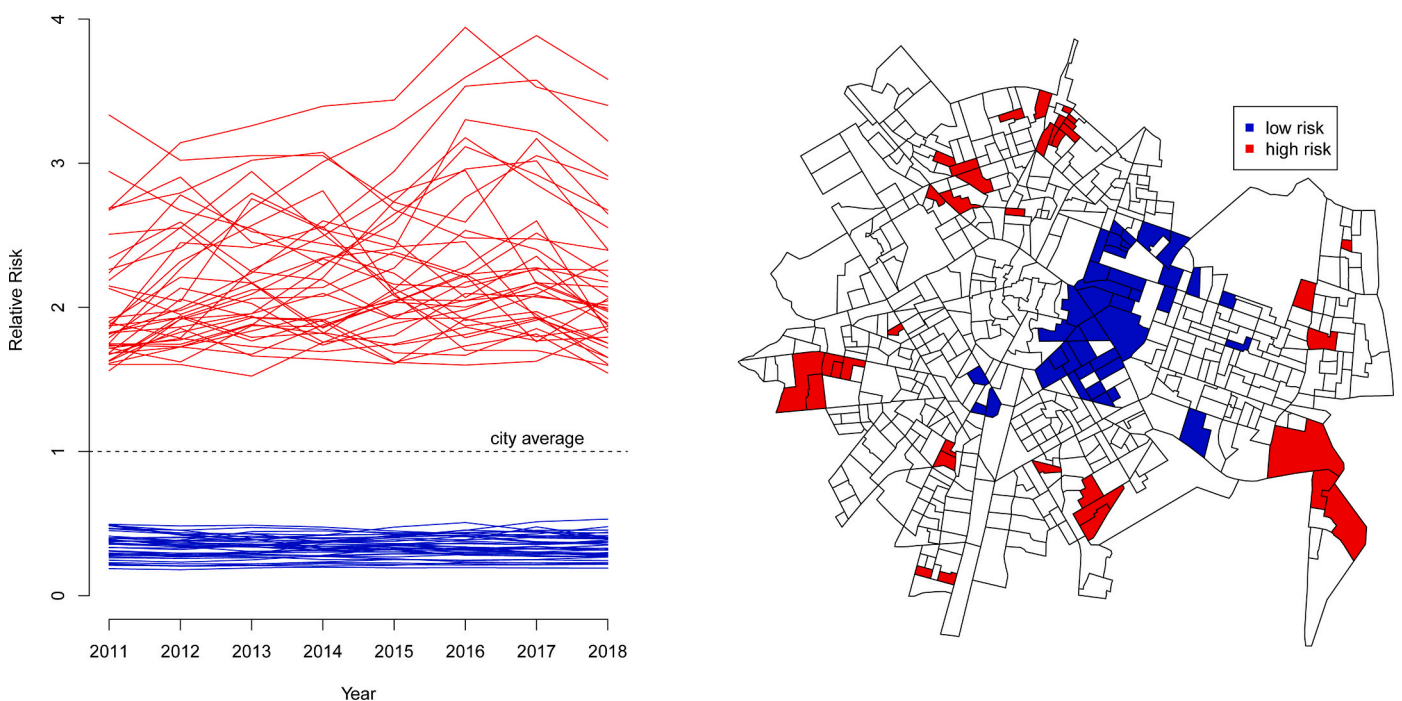 4
3
2
1
0
Relative Risk
city average
2011 2012 2013 2014 2015 2016 2017 2018
Year
low risk
high risk